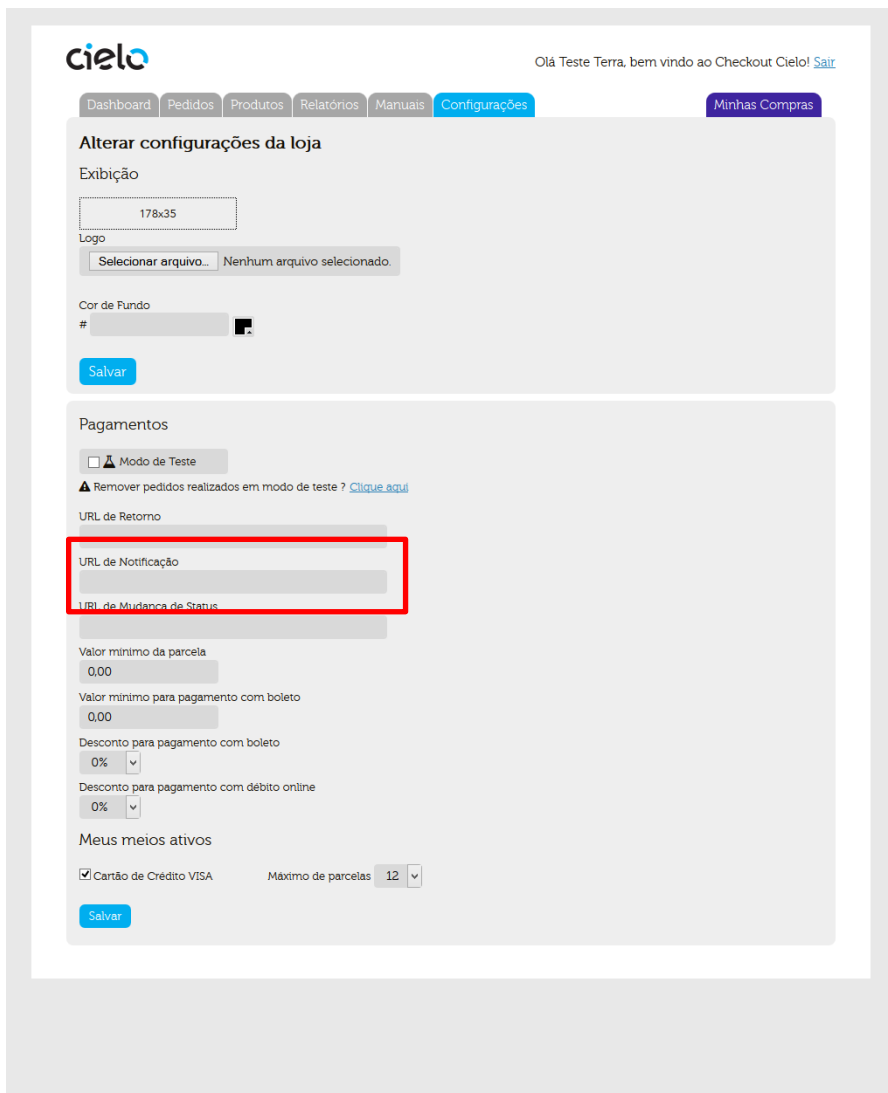 cielo
Olá Teste Terra, bem vindo ao Checkout Cielo! Sair
Dashboard Pedidos Produtos Relatórios Manuais Configurações Minhas Compras
Alterar configurações da loja
Exibição
178x35
Logo
Selecionar arquivo... Nenhum arquivo selecionado.
Cor de Fundo
#
Salvar
Pagamentos
Modo de Teste
Remover pedidos realizados em modo de teste ? Clique aqui
URL de Retorno
URL de Notificação
URL de Mudança de Status
Valor mínimo da parcela
0,00
Valor mínimo para pagamento com boleto
0,00
Desconto para pagamento com boleto
0%
Desconto para pagamento com débito online
0%
Meus meios ativos
Cartão de Crédito VISA Máximo de parcelas 12
Salvar